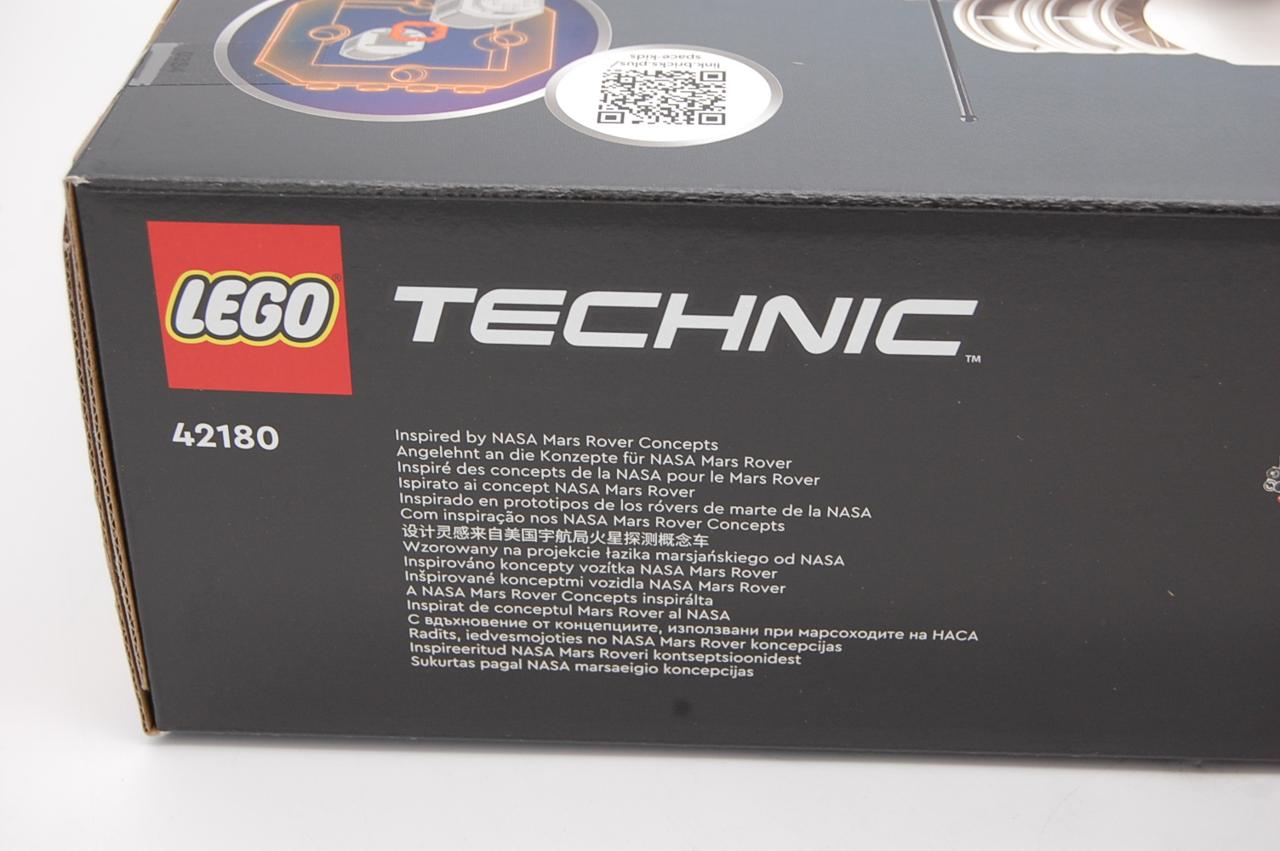 link.bricks.plus/
space-kids
LEGO®
TECHNIC™
42180
Inspired by NASA Mars Rover Concepts
Angelehnt an die Konzepte für NASA Mars Rover
Inspiré des concepts de la NASA pour le Mars Rover
Ispirato ai concept NASA Mars Rover
Inspirado en prototipos de los róvers de marte de la NASA
Com inspiração nos NASA Mars Rover Concepts
设计灵感来自美国宇航局火星探测概念车
Wzorowany na projekcie łazika marsjańskiego od NASA
Inspirováno koncepty vozítka NASA Mars Rover
Inšpirované konceptmi vozidla NASA Mars Rover
A NASA Mars Rover Concepts inspirálta
Inspirat de conceptul Mars Rover al NASA
С вдъхновение от концепциите, използвани при марсоходите на НАСА
Radīts, iedvesmojoties no NASA Mars Rover koncepcijas
Inspireeritud NASA Mars Roveri kontseptsioonidest
Sukurtas pagal NASA marsaeigio koncepcijas